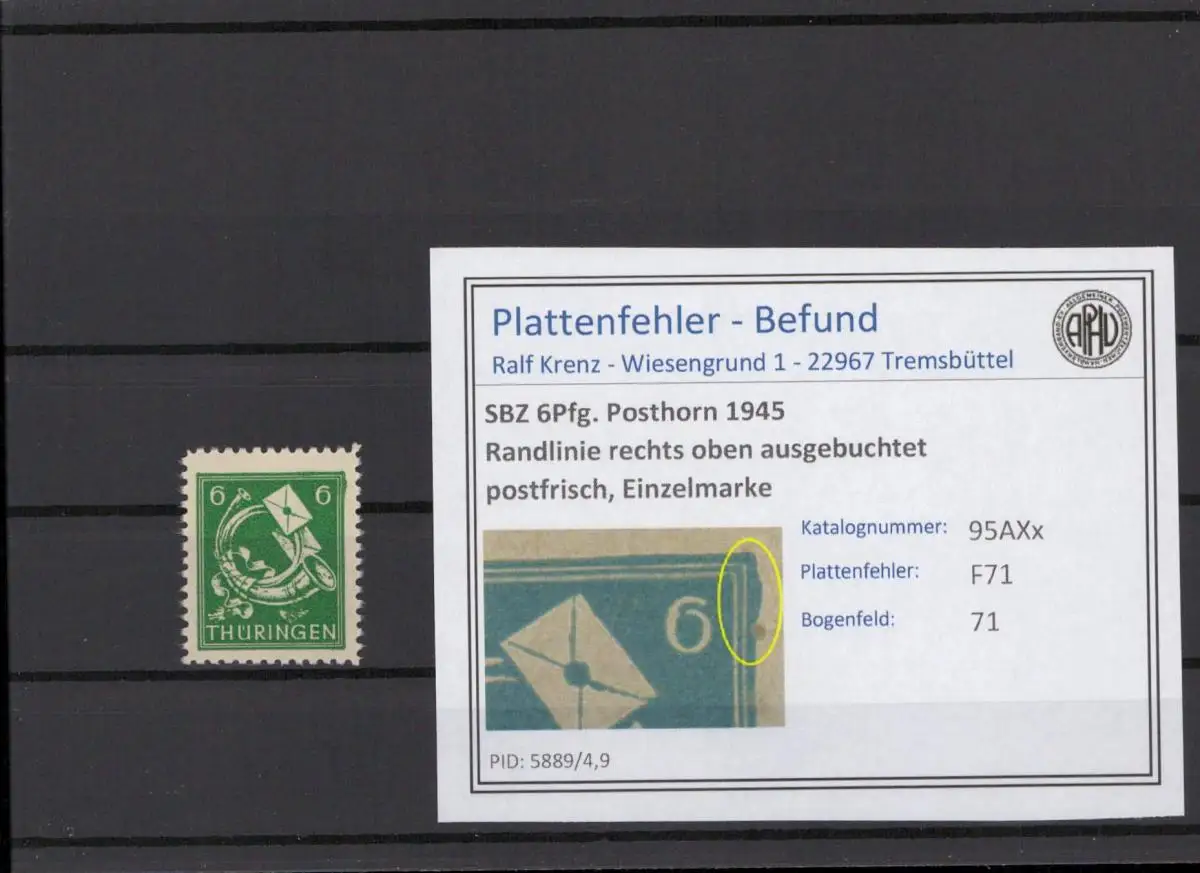 6 6
THÜRINGEN
Plattenfehler - Befund
Ralf Krenz - Wiesengrund 1 - 22967 Tremsbüttel
APHV
SBZ 6Pfg. Posthorn 1945
Randlinie rechts oben ausgebuchtet
postfrisch, Einzelmarke
6
Katalognummer: 95AXx
Plattenfehler: F71
Bogenfeld: 71
PID: 5889/4,9